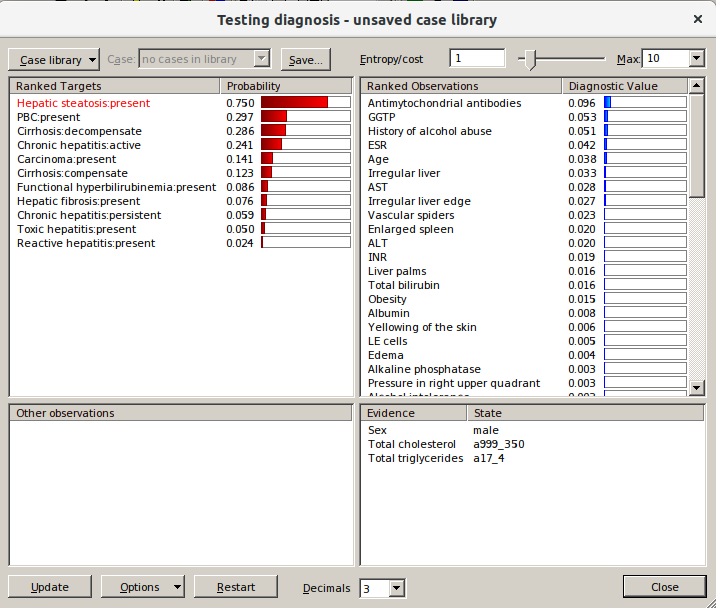 Testing diagnosis - unsaved case library
Case library Case: no cases in library Save... Entropy/cost 1 Max: 10
Ranked Targets Probability
Hepatic steatosis:present 0.750
PBC:present 0.297
Cirrhosis:decompensate 0.286
Chronic hepatitis:active 0.241
Carcinoma:present 0.141
Cirrhosis:compensate 0.123
Functional hyperbilirubinemia:present 0.086
Hepatic fibrosis:present 0.076
Chronic hepatitis:persistent 0.059
Toxic hepatitis:present 0.050
Reactive hepatitis:present 0.024
Ranked Observations Diagnostic Value
Antimytochondrial antibodies 0.096
GGTP 0.053
History of alcohol abuse 0.051
ESR 0.042
Age 0.038
Irregular liver 0.033
AST 0.028
Irregular liver edge 0.027
Vascular spiders 0.023
Enlarged spleen 0.020
ALT 0.020
INR 0.019
Liver palms 0.016
Total bilirubin 0.016
Obesity 0.015
Albumin 0.008
Yellowing of the skin 0.006
LE cells 0.005
Edema 0.004
Alkaline phosphatase 0.003
Pressure in right upper quadrant 0.003
Other observations
Evidence State
Sex male
Total cholesterol a999_350
Total triglycerides a17_4
Update Options Restart Decimals 3 Close